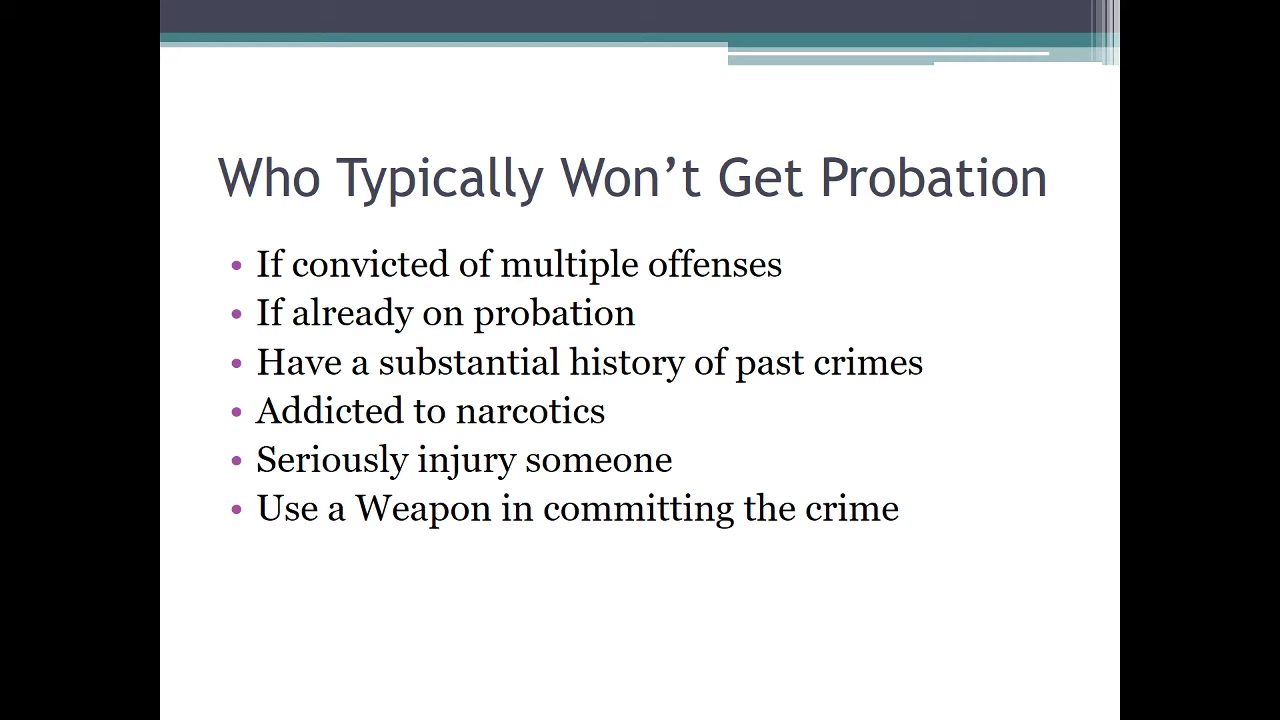 Who Typically Won’t Get Probation
• If convicted of multiple offenses
• If already on probation
• Have a substantial history of past crimes
• Addicted to narcotics
• Seriously injury someone
• Use a Weapon in committing the crime